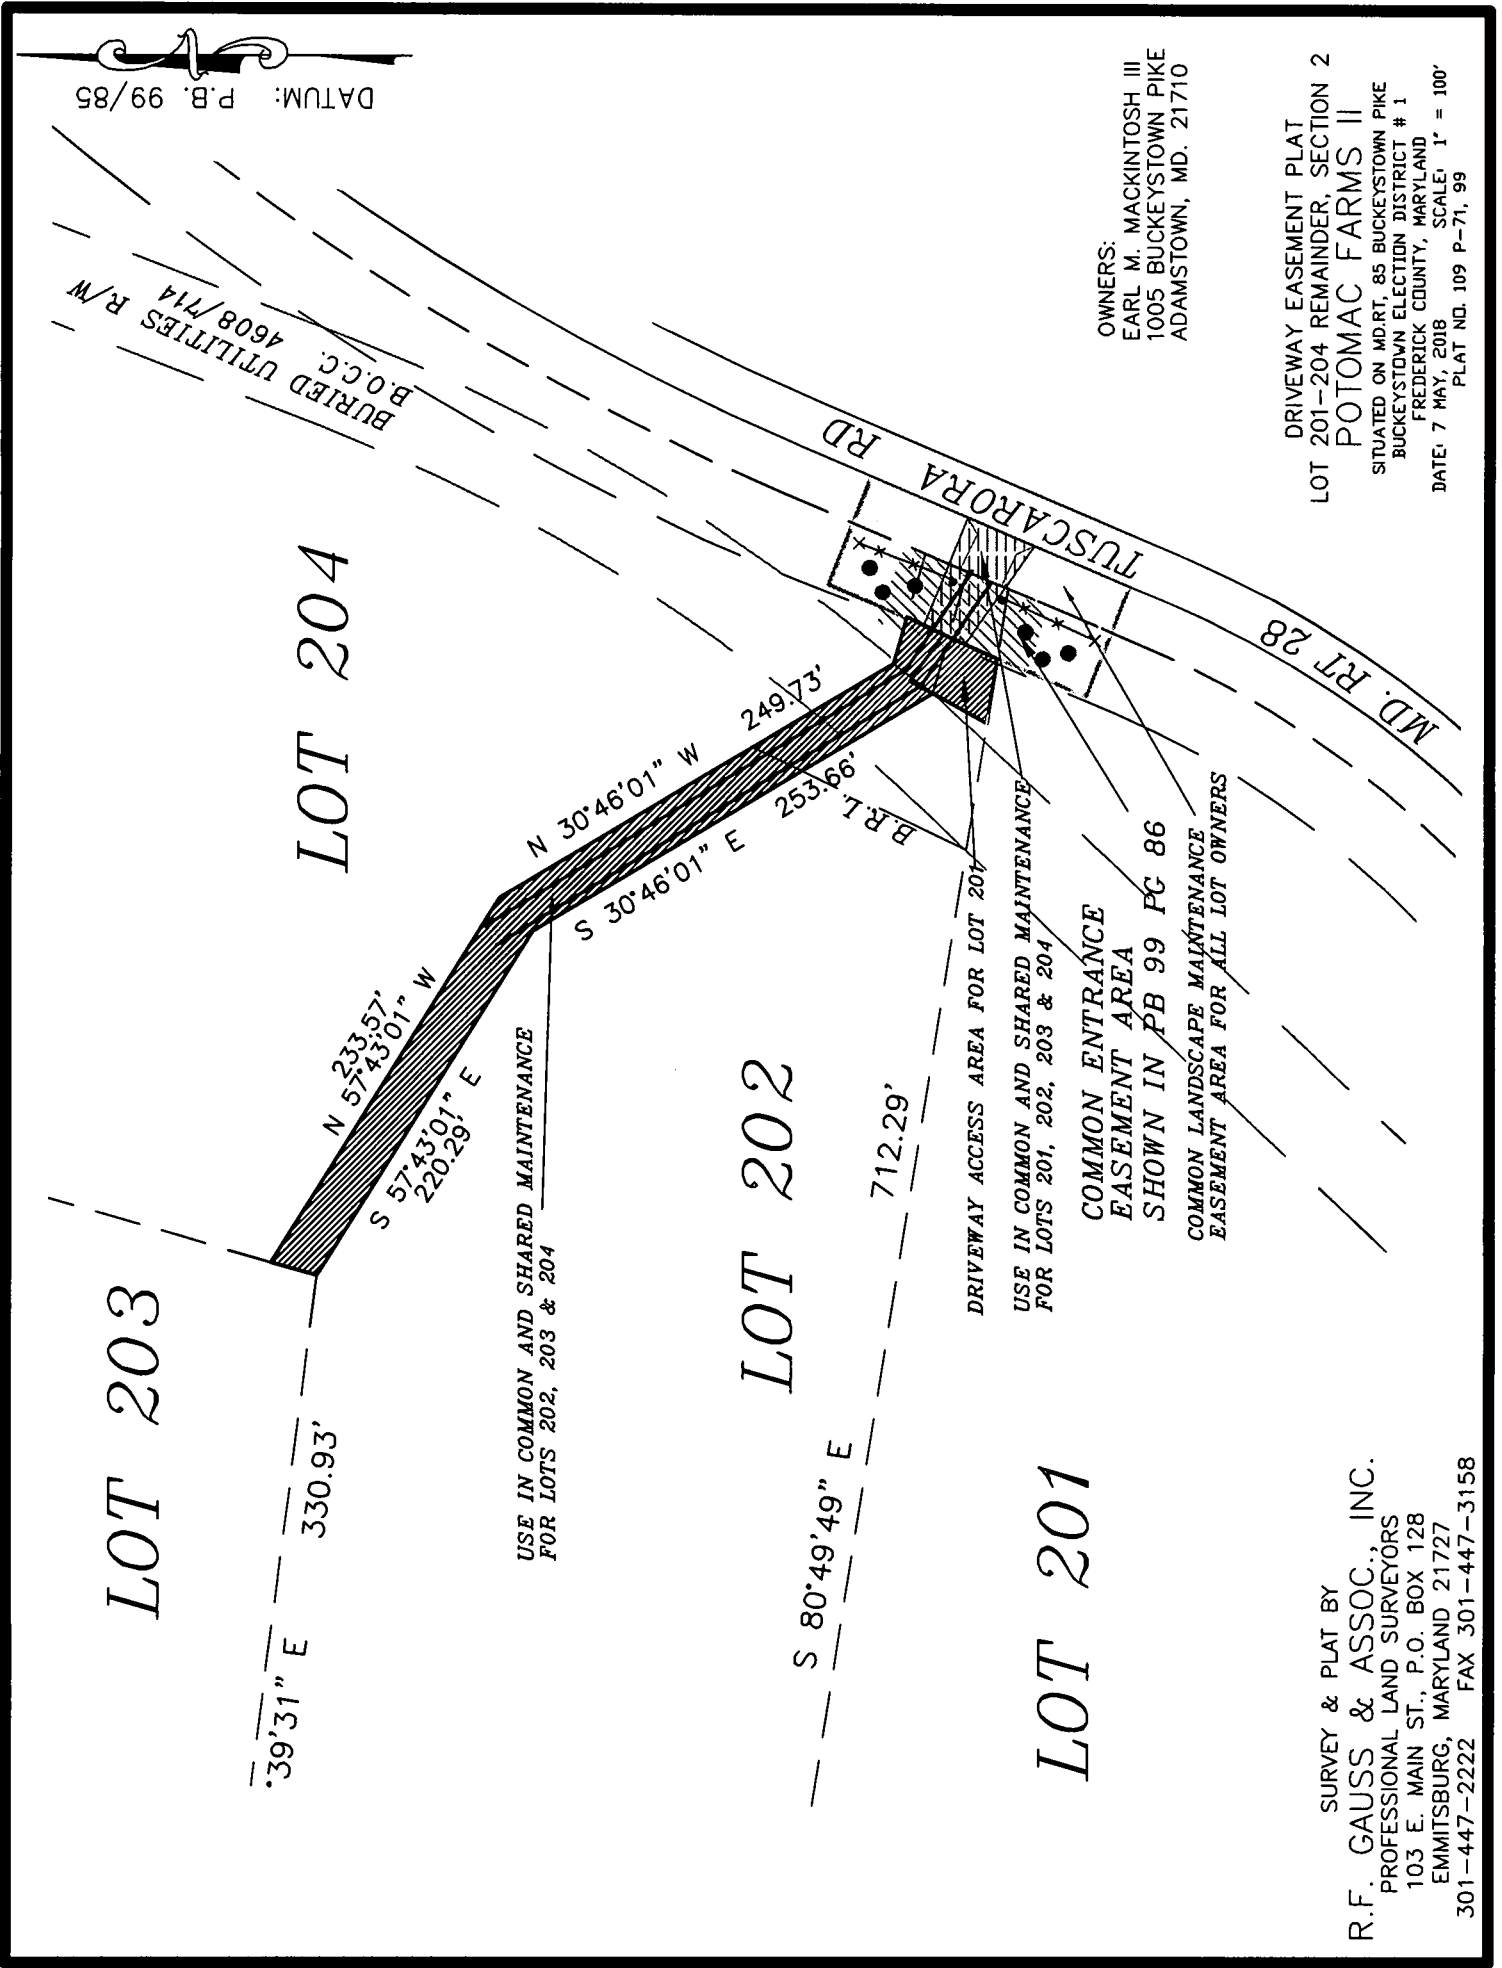 DATUM: P.B. 99/85
BURIED UTILITIES R/W
B.O.C.C. 4608/714
LOT 204
LOT 203
LOT 202
LOT 201
TUSCARORA RD
MD. RT 28
N 30°46'01" W 249.73'
S 30°46'01" E 253.66'
233.57'
N 57°43'01" W
S 57°43'01" E
220.29'
°39'31" E 330.93'
S 80°49'49" E 712.29'
B.R.L.
USE IN COMMON AND SHARED MAINTENANCE
FOR LOTS 202, 203 & 204
DRIVEWAY ACCESS AREA FOR LOT 201
USE IN COMMON AND SHARED MAINTENANCE
FOR LOTS 201, 202, 203 & 204
COMMON ENTRANCE
EASEMENT AREA
SHOWN IN PB 99 PG 86
COMMON LANDSCAPE MAINTENANCE
EASEMENT AREA FOR ALL LOT OWNERS
OWNERS:
EARL M. MACKINTOSH III
1005 BUCKEYSTOWN PIKE
ADAMSTOWN, MD. 21710
SURVEY & PLAT BY
R.F. GAUSS & ASSOC., INC.
PROFESSIONAL LAND SURVEYORS
103 E. MAIN ST., P.O. BOX 128
EMMITSBURG, MARYLAND 21727
301-447-2222 FAX 301-447-3158
DRIVEWAY EASEMENT PLAT
LOT 201-204 REMAINDER, SECTION 2
POTOMAC FARMS II
SITUATED ON MD.RT, 85 BUCKEYSTOWN PIKE
BUCKEYSTOWN ELECTION DISTRICT # 1
FREDERICK COUNTY, MARYLAND
DATE: 7 MAY, 2018 SCALE: 1" = 100'
PLAT NO. 109 P-71, 99